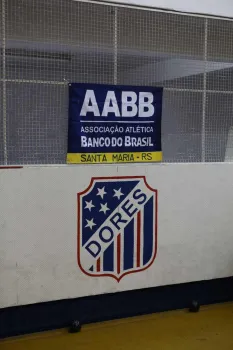 AABB
ASSOCIAÇÃO ATLÉTICA
BANCO DO BRASIL
SANTA MARIA - RS
DORES